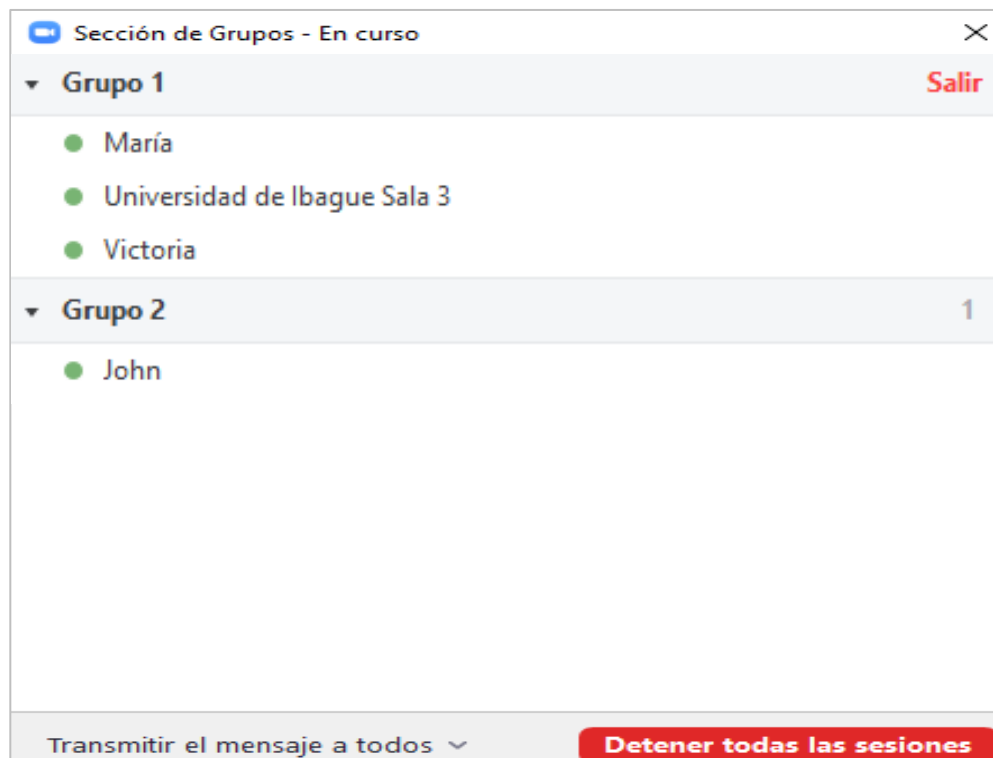 Sección de Grupos - En curso
Grupo 1 Salir
María
Universidad de Ibague Sala 3
Victoria
Grupo 2 1
John
Transmitir el mensaje a todos Detener todas las sesiones